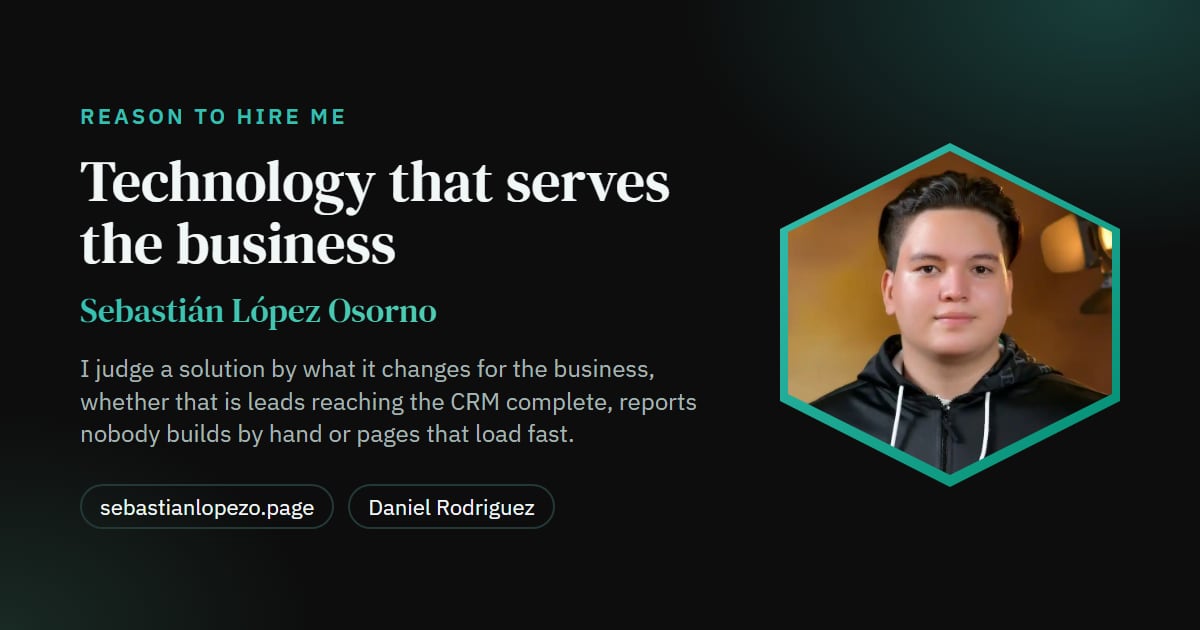 REASON TO HIRE ME
Technology that serves
the business
Sebastián López Osorno
I judge a solution by what it changes for the business,
whether that is leads reaching the CRM complete, reports
nobody builds by hand or pages that load fast.
sebastianlopezo.page
Daniel Rodriguez